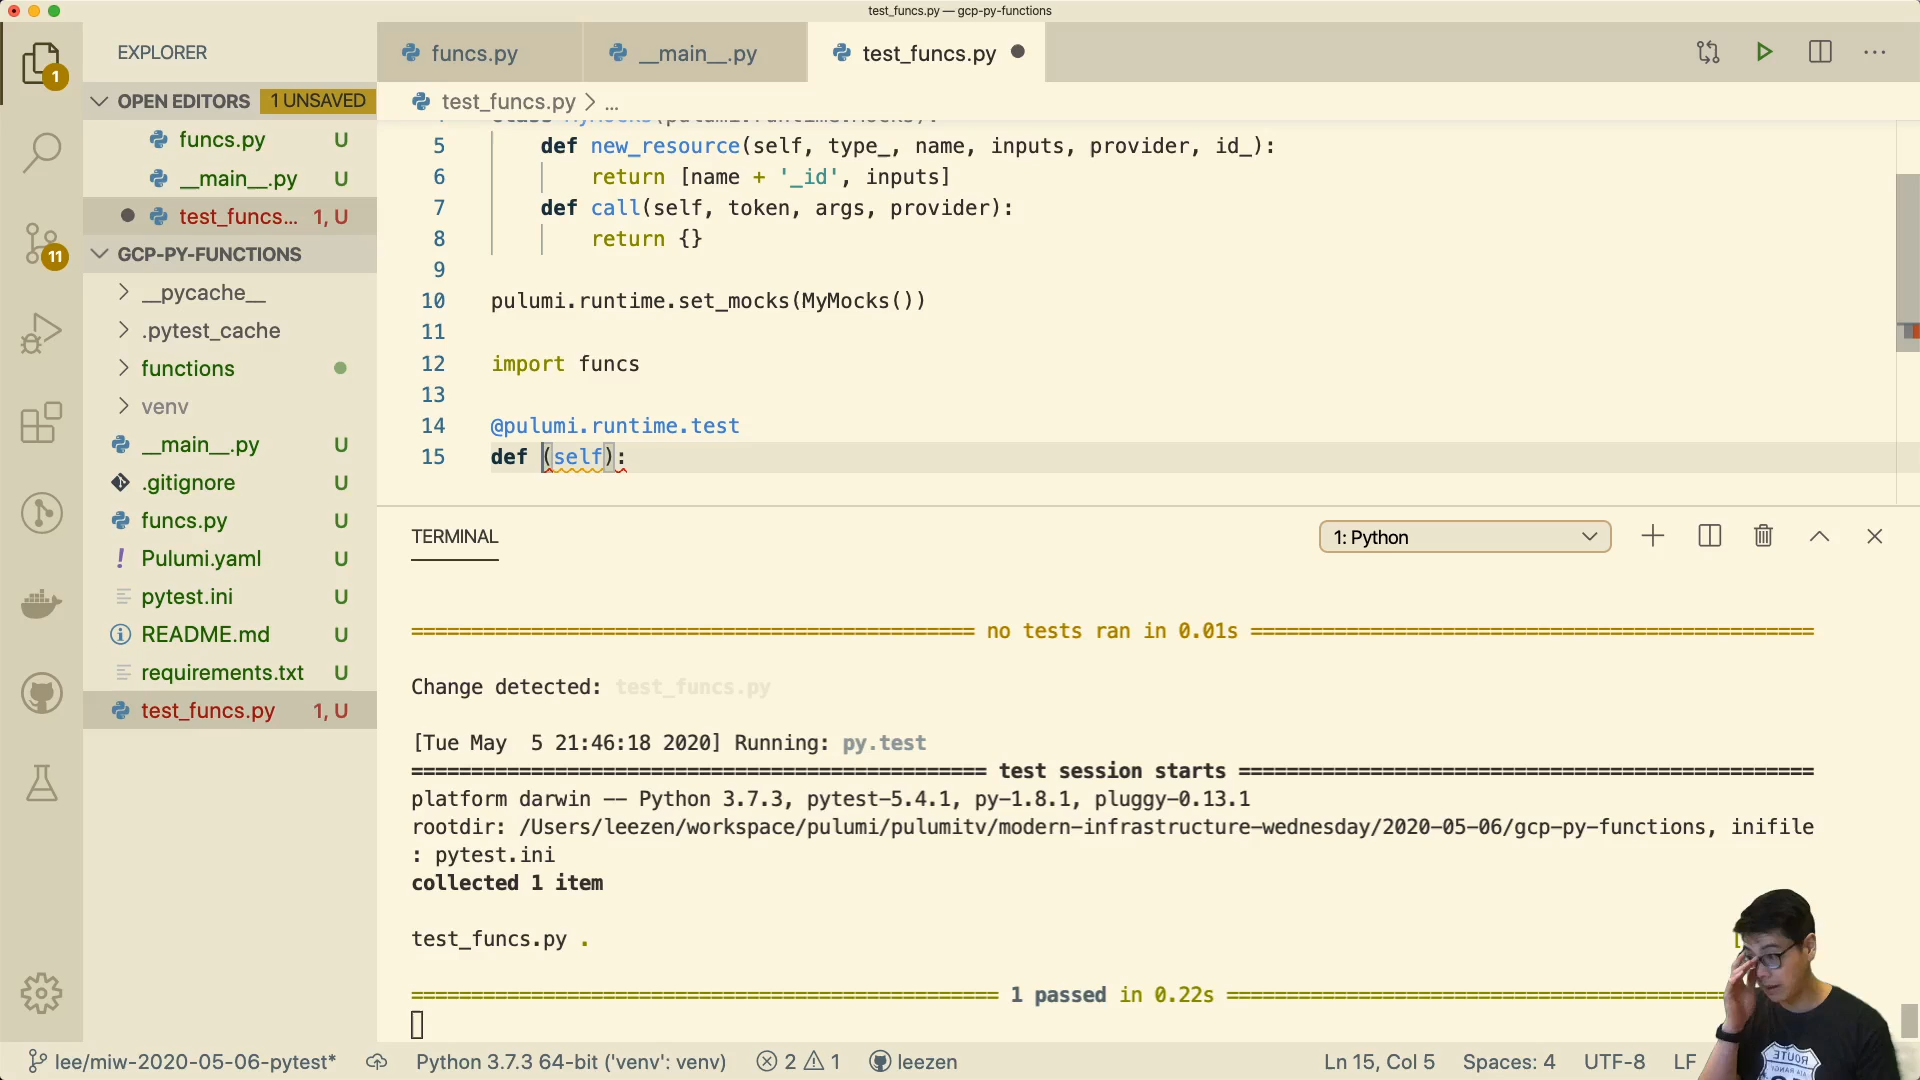 test_funcs.py — gcp-py-functions
EXPLORER
funcs.py
__main__.py
test_funcs.py
1
OPEN EDITORS
1 UNSAVED
test_funcs.py > ...
funcs.py U
__main__.py U
test_funcs... 1, U
11
GCP-PY-FUNCTIONS
__pycache__
.pytest_cache
functions
venv
__main__.py U
.gitignore U
funcs.py U
Pulumi.yaml U
pytest.ini U
README.md U
requirements.txt U
test_funcs.py 1, U
5 def new_resource(self, type_, name, inputs, provider, id_):
6 return [name + '_id', inputs]
7 def call(self, token, args, provider):
8 return {}
9
10 pulumi.runtime.set_mocks(MyMocks())
11
12 import funcs
13
14 @pulumi.runtime.test
15 def (self):
TERMINAL
1: Python
============================================== no tests ran in 0.01s ==============================================
Change detected: test_funcs.py
[Tue May  5 21:46:18 2020] Running: py.test
=============================================== test session starts ===============================================
platform darwin -- Python 3.7.3, pytest-5.4.1, py-1.8.1, pluggy-0.13.1
rootdir: /Users/leezen/workspace/pulumi/pulumitv/modern-infrastructure-wednesday/2020-05-06/gcp-py-functions, inifile
: pytest.ini
collected 1 item
test_funcs.py .
================================================ 1 passed in 0.22s =========================================
lee/miw-2020-05-06-pytest*
Python 3.7.3 64-bit ('venv': venv)
2
1
leezen
Ln 15, Col 5
Spaces: 4
UTF-8
LF